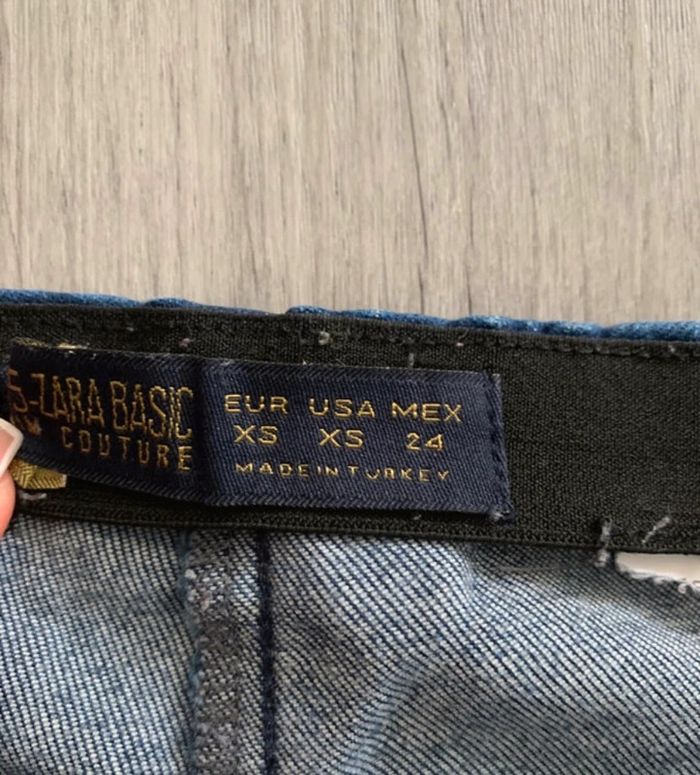 ZARA BASIC
COUTURE
EUR USA MEX
XS XS 24
MADE IN TURKEY